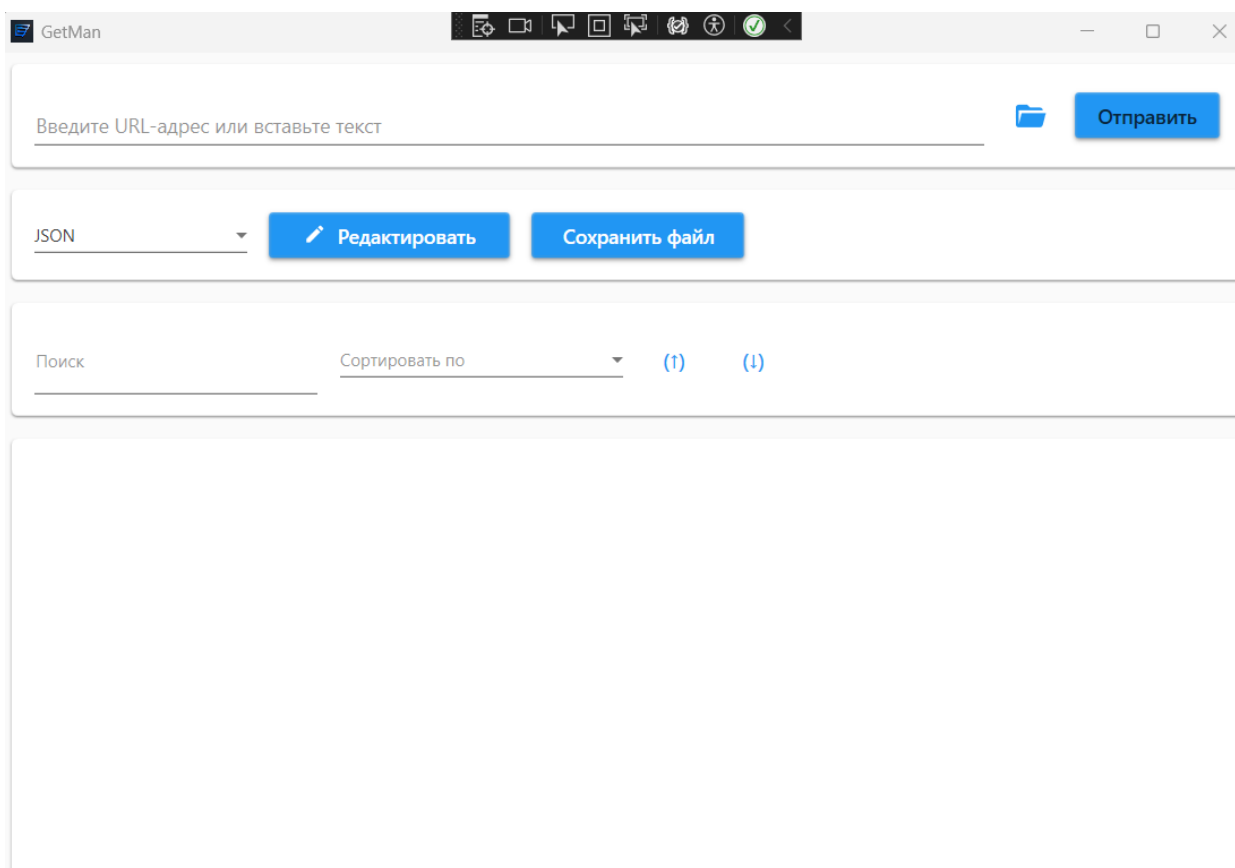 GetMan
Введите URL-адрес или вставьте текст
Отправить
JSON
Редактировать
Сохранить файл
Поиск
Сортировать по
(↑)
(↓)